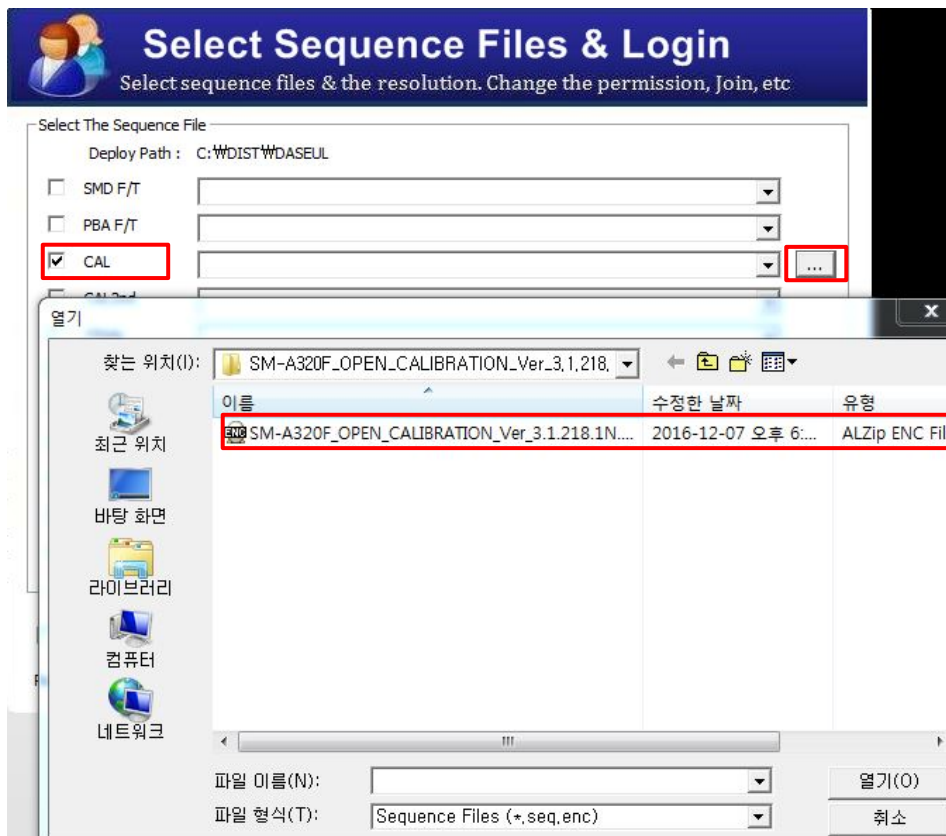 Select Sequence Files & Login
Select sequence files & the resolution. Change the permission, Join, etc
Select The Sequence File
Deploy Path : C:₩DIST₩DASEUL
SMD F/T
PBA F/T
CAL
...
열기
x
찾는 위치(I): SM-A320F_OPEN_CALIBRATION_Ver_3,1,218,
이름 수정한 날짜 유형
SM-A320F_OPEN_CALIBRATION_Ver_3.1.218.1N.... 2016-12-07 오후 6:... ALZip ENC Fil
최근 위치
바탕 화면
라이브러리
컴퓨터
네트워크
파일 이름(N): 열기(O)
파일 형식(T): Sequence Files (*,seq,enc) 취소